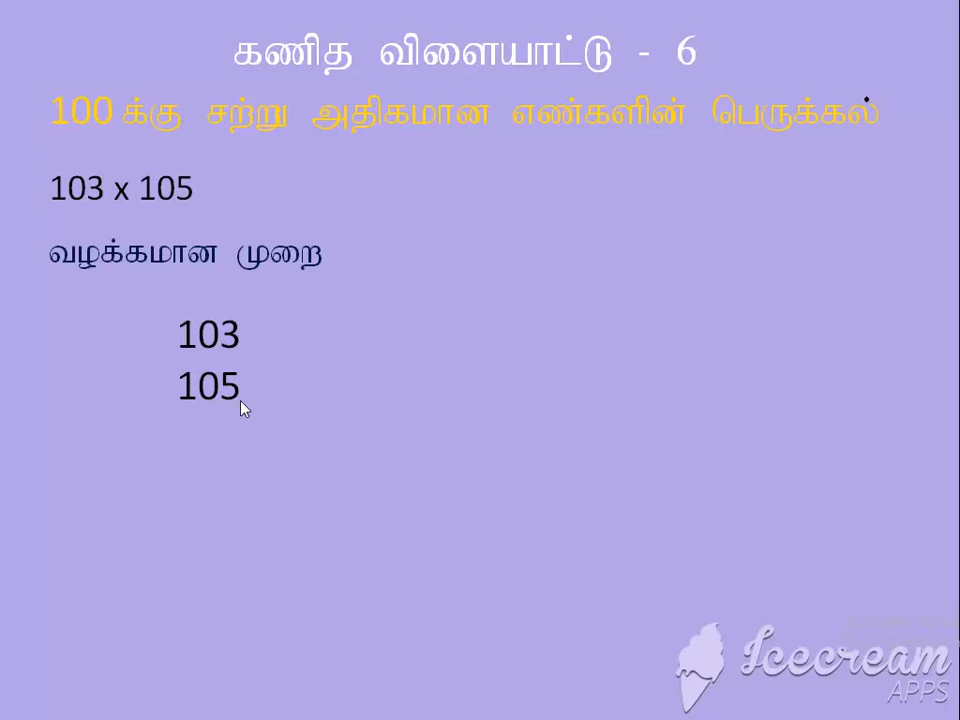 கணித விளையாட்டு - 6
100 க்கு சற்று அதிகமான எண்களின் பெருக்கல்
103 x 105
வழக்கமான முறை
103
105
Icecream
APPS